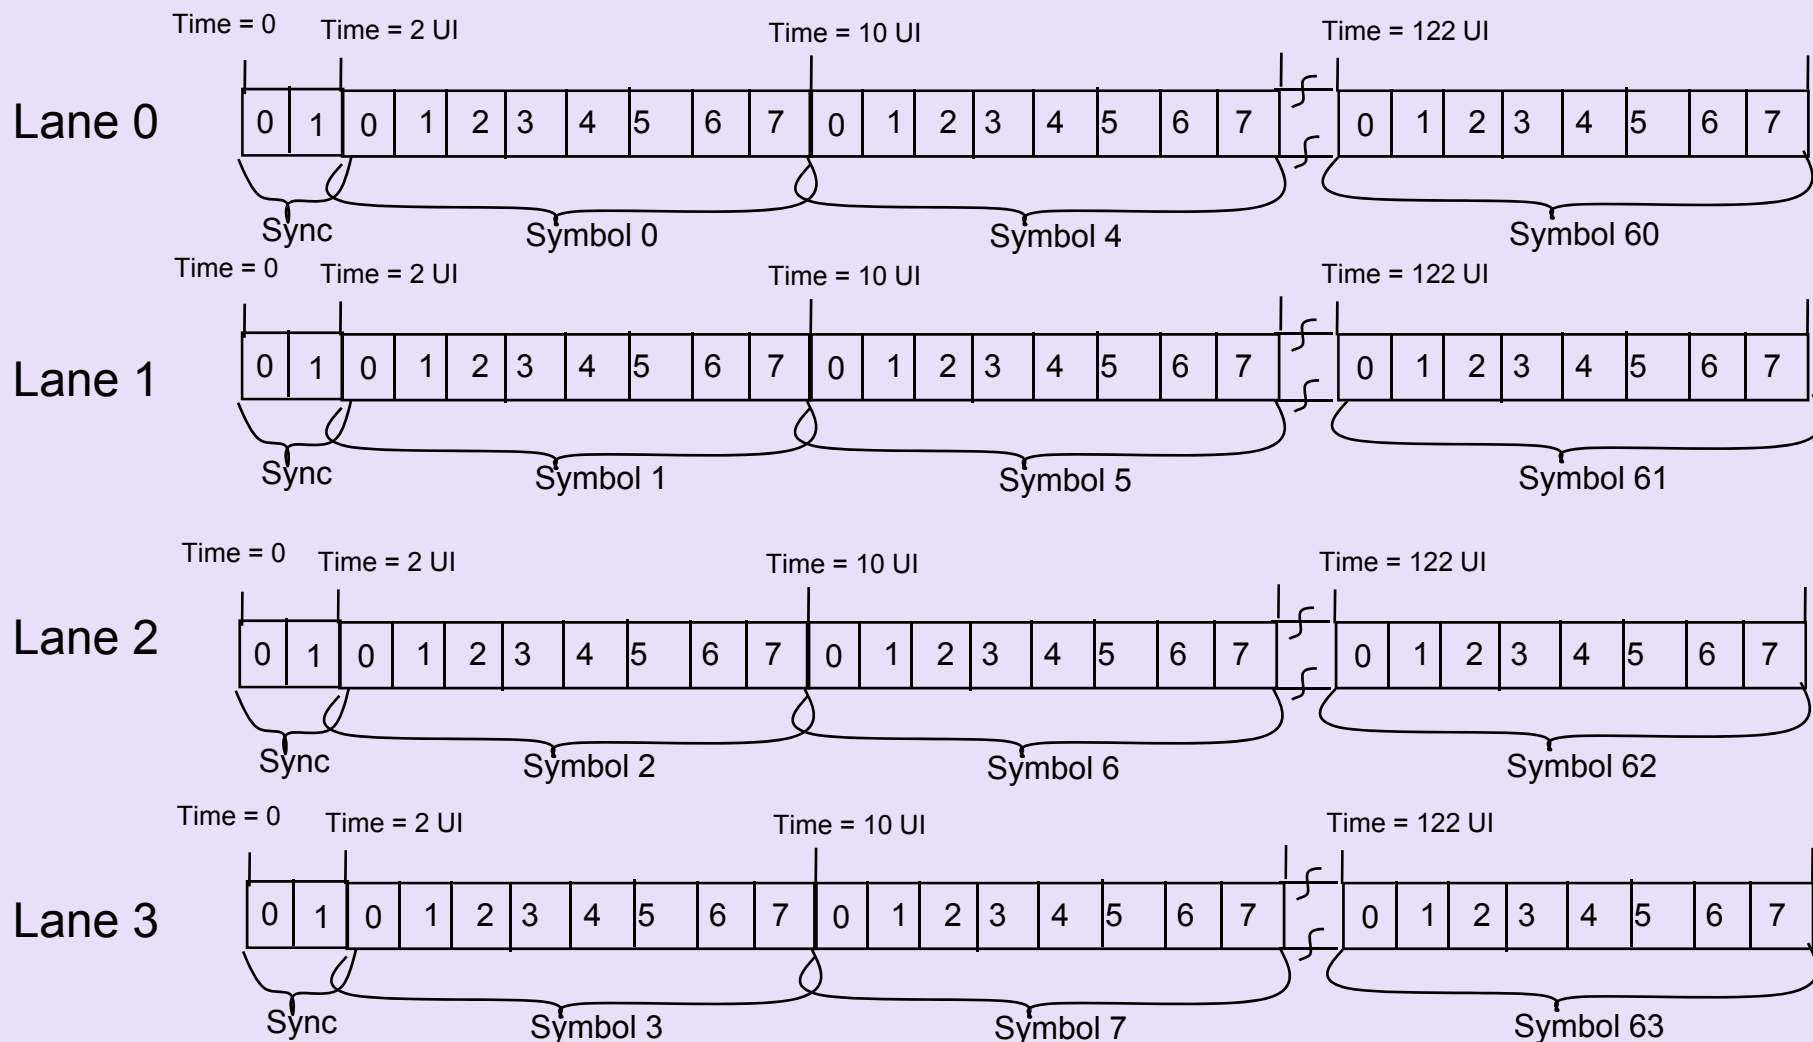 Time = 0 Time = 2 UI Time = 10 UI Time = 122 UI
Lane 0 0 1 0 1 2 3 4 5 6 7 0 1 2 3 4 5 6 7 0 1 2 3 4 5 6 7
Sync Symbol 0 Symbol 4 Symbol 60
Time = 0 Time = 2 UI Time = 10 UI Time = 122 UI
Lane 1 0 1 0 1 2 3 4 5 6 7 0 1 2 3 4 5 6 7 0 1 2 3 4 5 6 7
Sync Symbol 1 Symbol 5 Symbol 61
Time = 0 Time = 2 UI Time = 10 UI Time = 122 UI
Lane 2 0 1 0 1 2 3 4 5 6 7 0 1 2 3 4 5 6 7 0 1 2 3 4 5 6 7
Sync Symbol 2 Symbol 6 Symbol 62
Time = 0 Time = 2 UI Time = 10 UI Time = 122 UI
Lane 3 0 1 0 1 2 3 4 5 6 7 0 1 2 3 4 5 6 7 0 1 2 3 4 5 6 7
Sync Symbol 3 Symbol 7 Symbol 63